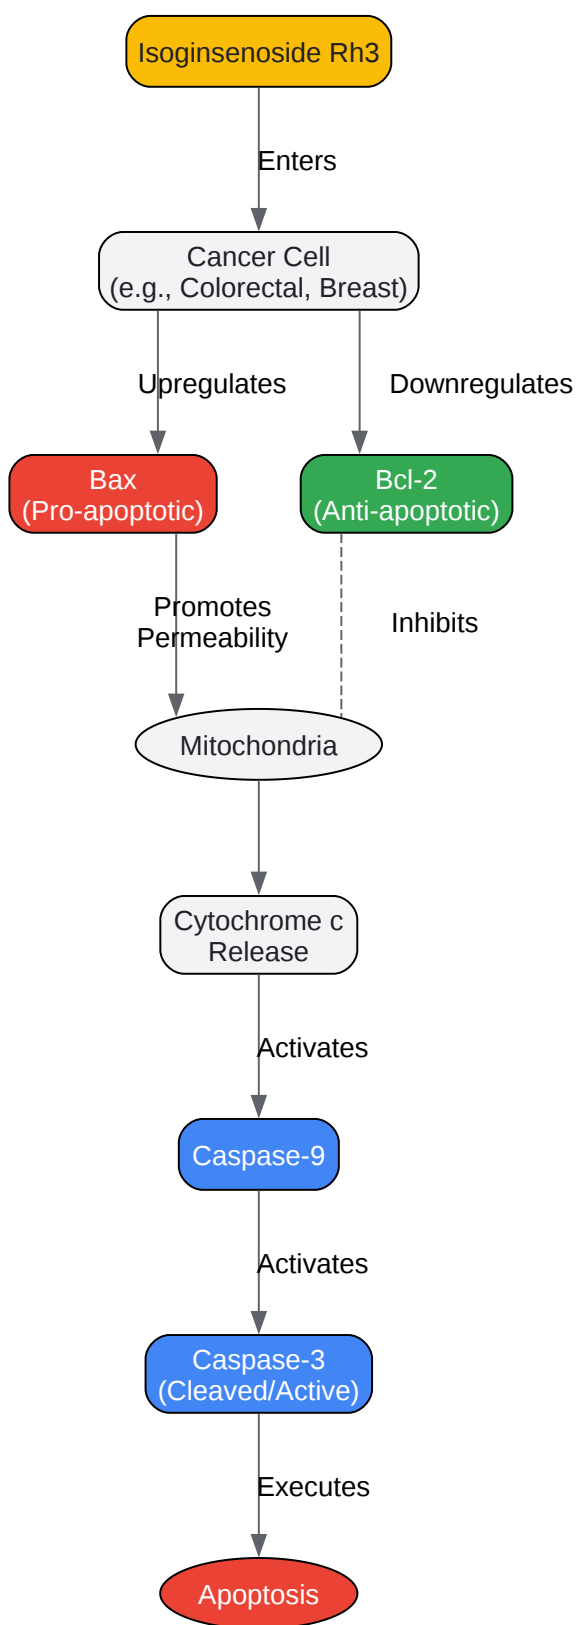 Isoginsenoside Rh3
Enters
Cancer Cell
(e.g., Colorectal, Breast)
Upregulates
Downregulates
Bax
(Pro-apoptotic)
Bcl-2
(Anti-apoptotic)
Promotes
Permeability
Inhibits
Mitochondria
Cytochrome c
Release
Activates
Caspase-9
Activates
Caspase-3
(Cleaved/Active)
Executes
Apoptosis